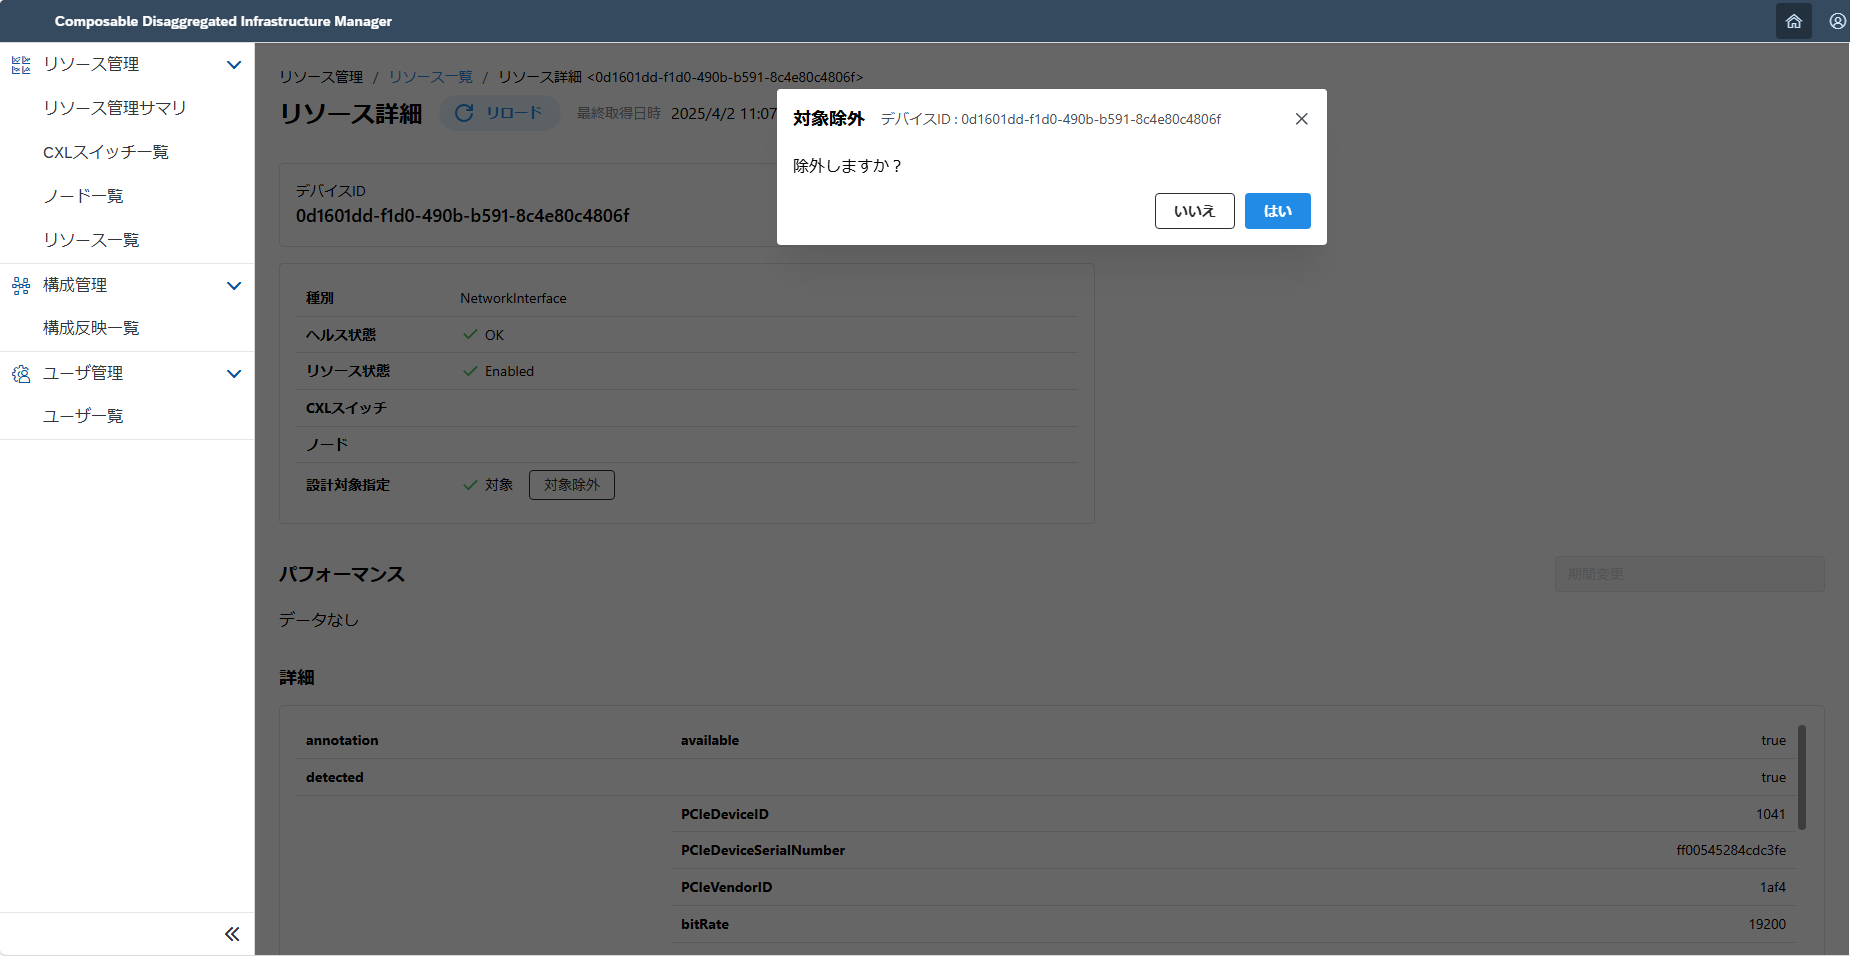 Composable Disaggregated Infrastructure Manager
リソース管理
リソース管理サマリ
CXLスイッチ一覧
ノード一覧
リソース一覧
構成管理
構成反映一覧
ユーザ管理
ユーザ一覧
リソース管理 / リソース一覧 / リソース詳細 <0d1601dd-f1d0-490b-b591-8c4e80c4806f>
リソース詳細 リロード 最終取得日時 2025/4/2 11:07
対象除外 デバイスID : 0d1601dd-f1d0-490b-b591-8c4e80c4806f
除外しますか？
いいえ はい
デバイスID
0d1601dd-f1d0-490b-b591-8c4e80c4806f
種別 NetworkInterface
ヘルス状態 OK
リソース状態 Enabled
CXLスイッチ
ノード
設計対象指定 対象 対象除外
パフォーマンス 期間変更
データなし
詳細
annotation available true
detected true
PCIeDeviceID 1041
PCIeDeviceSerialNumber ff00545284cdc3fe
PCIeVendorID 1af4
bitRate 19200